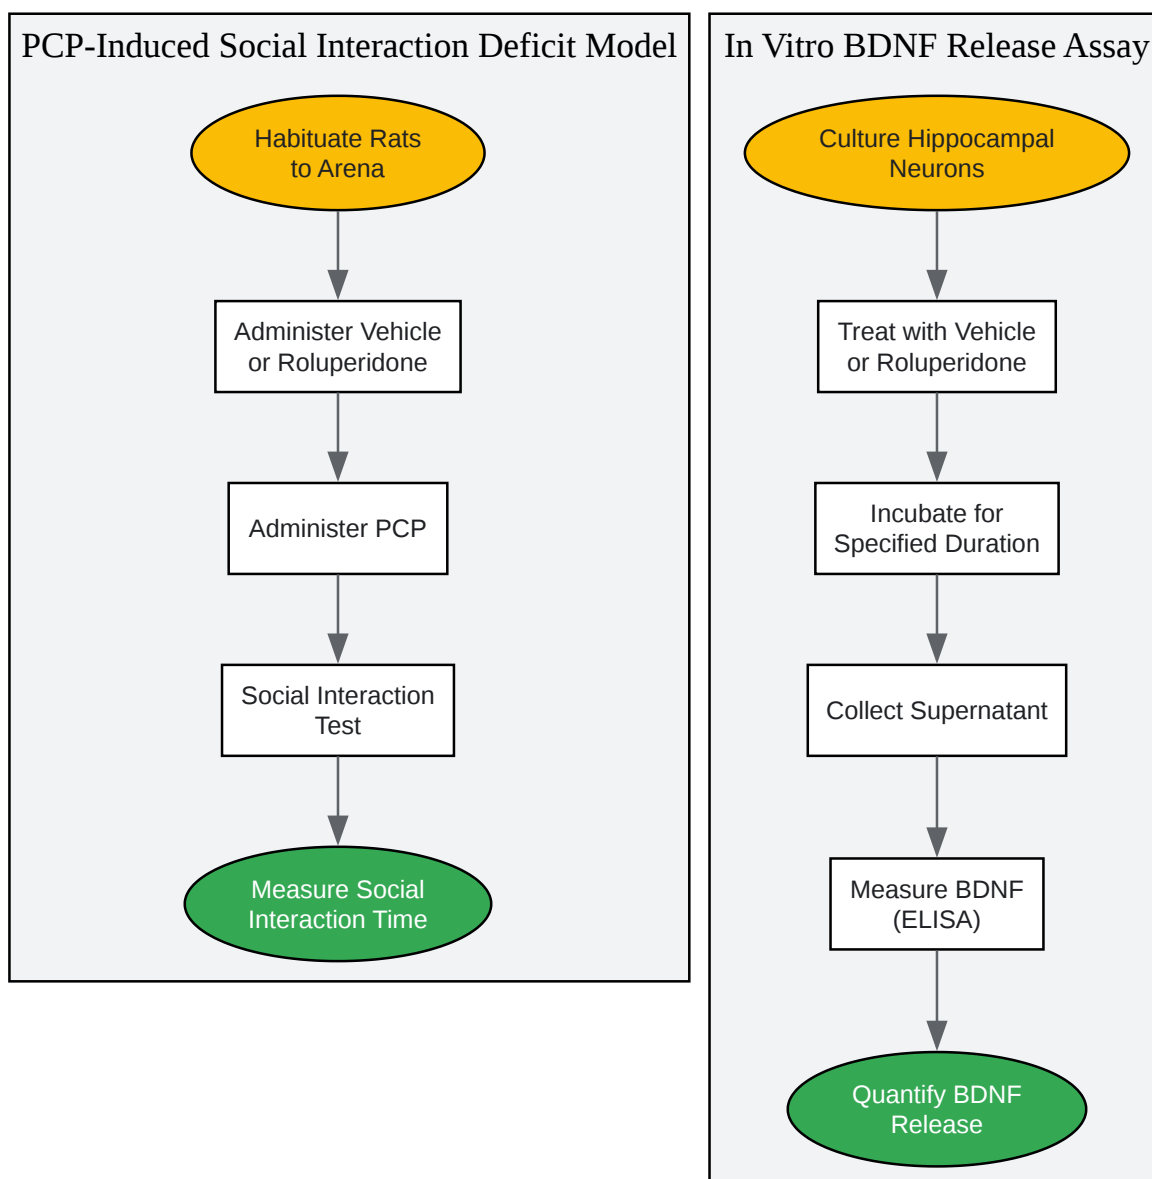 PCP-Induced Social Interaction Deficit Model
Habituate Rats
to Arena
Administer Vehicle
or Roluperidone
Administer PCP
Social Interaction
Test
Measure Social
Interaction Time
In Vitro BDNF Release Assay
Culture Hippocampal
Neurons
Treat with Vehicle
or Roluperidone
Incubate for
Specified Duration
Collect Supernatant
Measure BDNF
(ELISA)
Quantify BDNF
Release